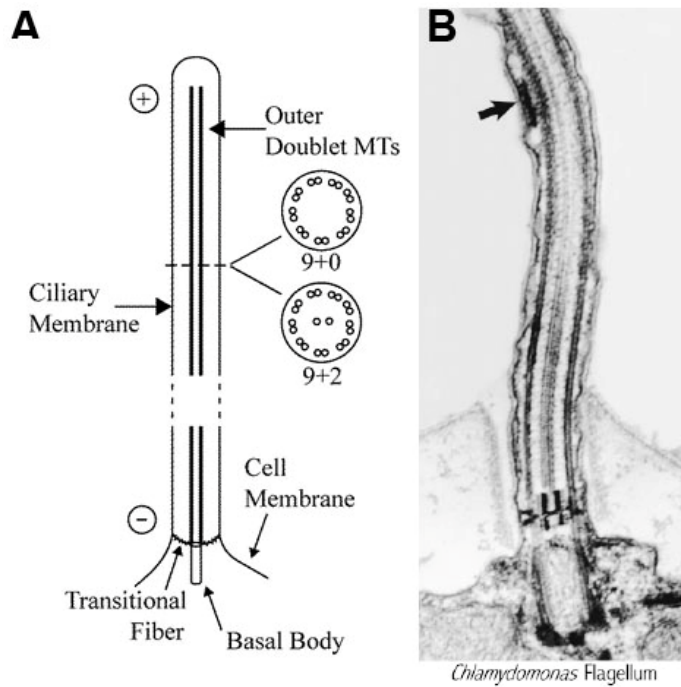 A
B
+
Outer
Doublet MTs
9+0
Ciliary
Membrane
9+2
Cell
Membrane
−
Transitional
Fiber
Basal Body
Chlamydomonas Flagellum